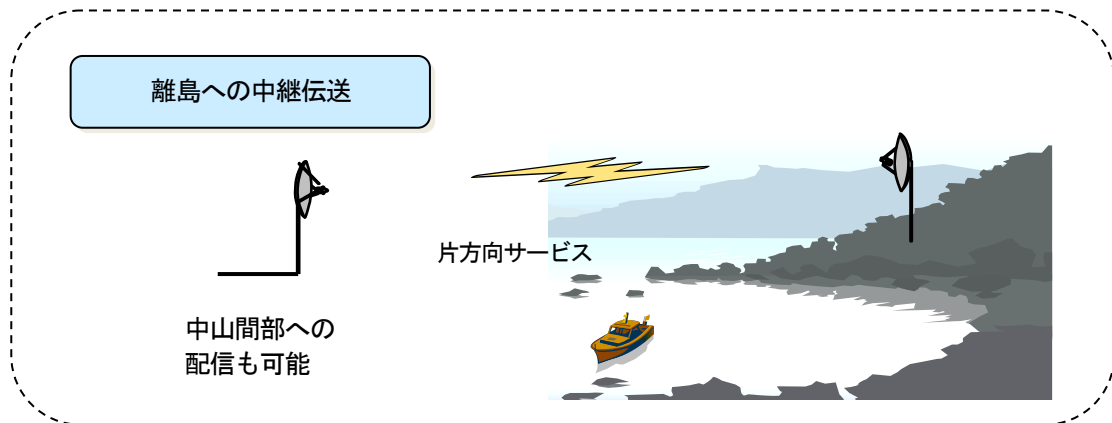 離島への中継伝送
片方向サービス
中山間部への
配信も可能